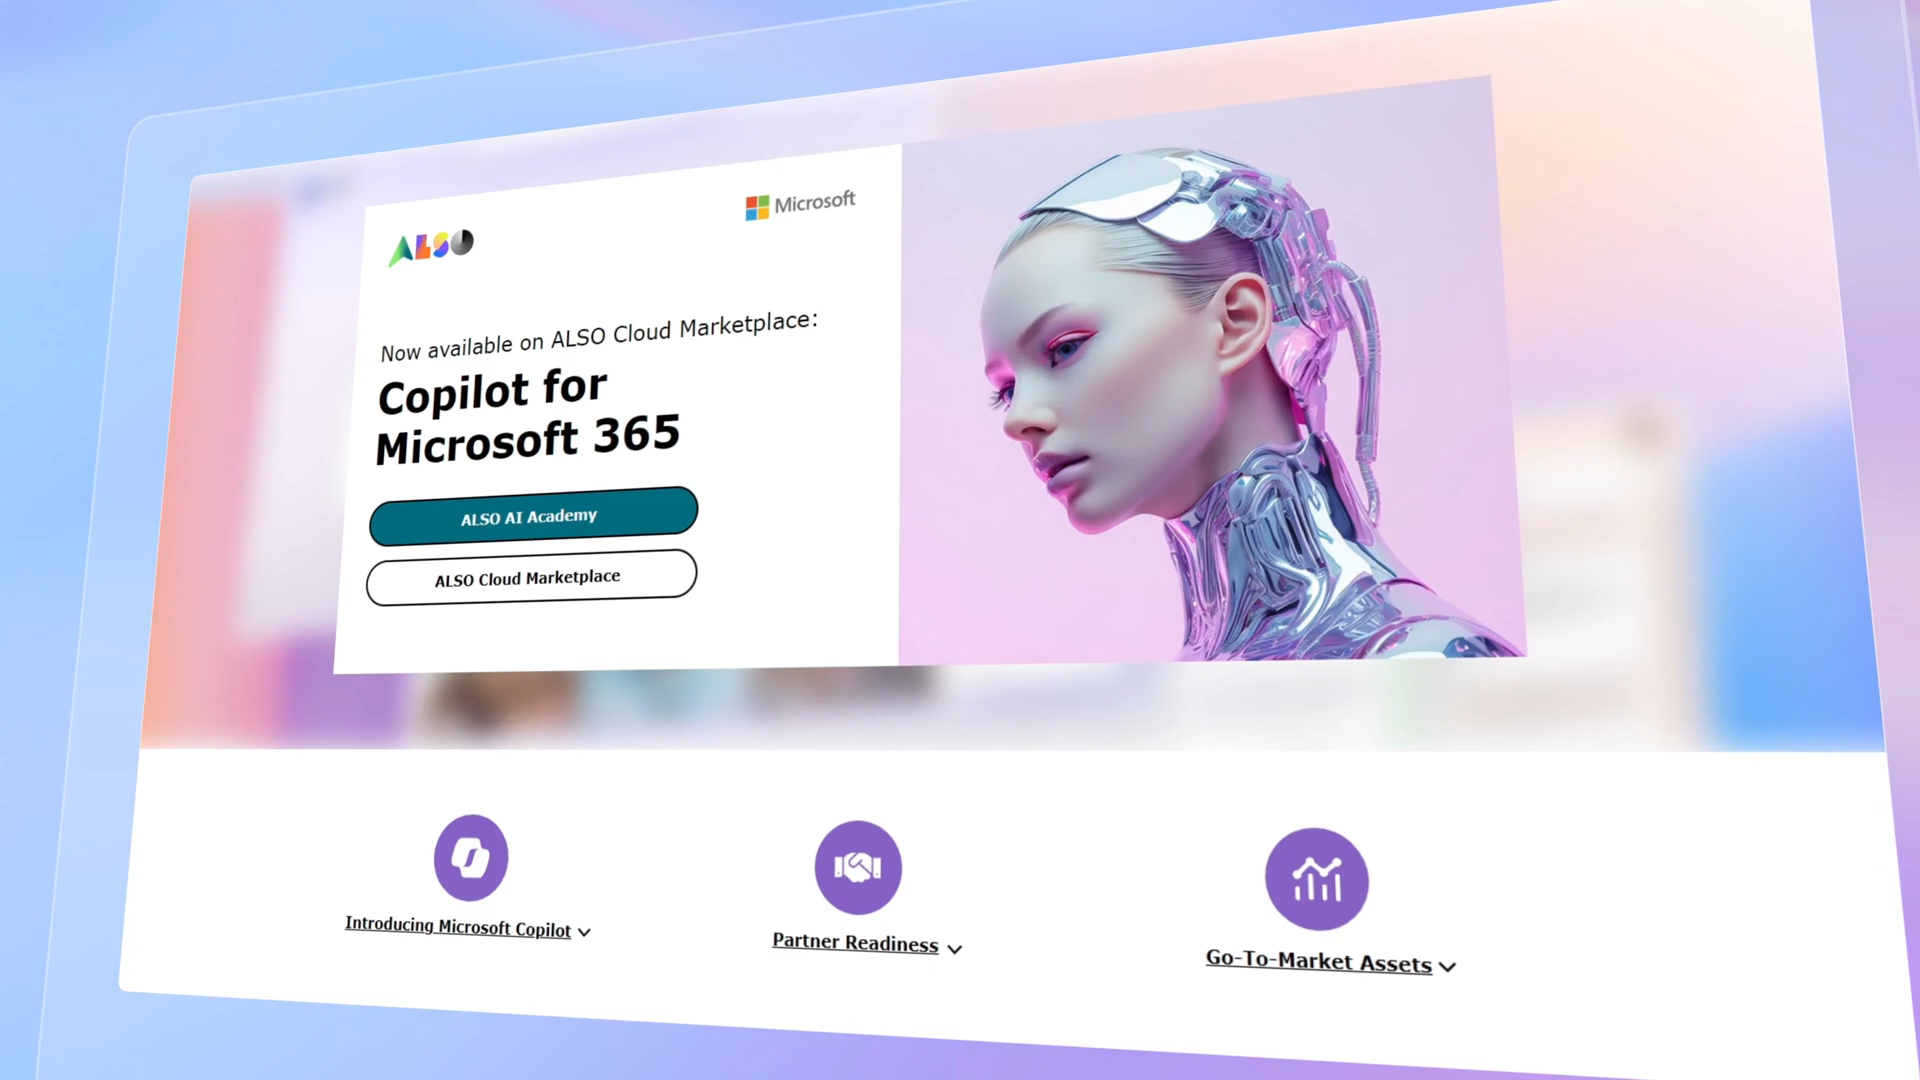 ALSO
Microsoft
Now available on ALSO Cloud Marketplace:
Copilot for
Microsoft 365
ALSO AI Academy
ALSO Cloud Marketplace
Introducing Microsoft Copilot
Partner Readiness
Go-To-Market Assets